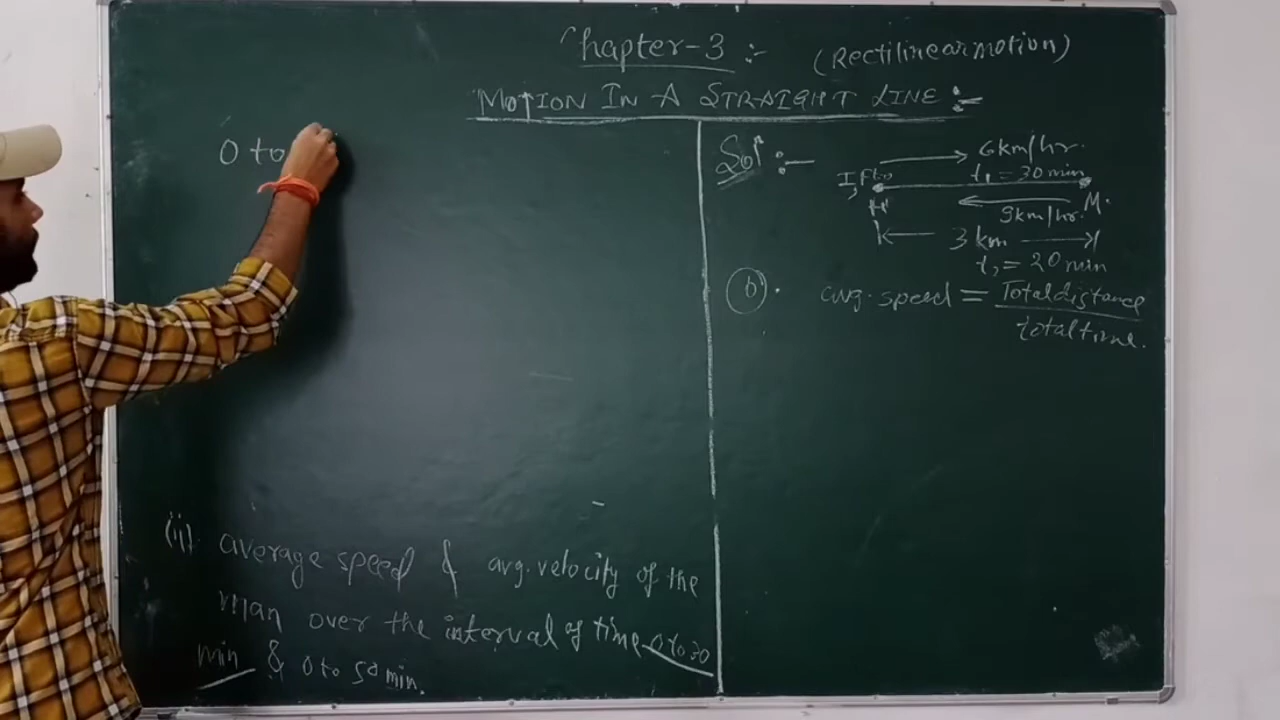 Chapter-3 :- (Rectilinear motion)
MOTION IN A STRAIGHT LINE :-
0 to
(ii) average speed & avg. velocity of the
man over the interval of time 0 to 30
min & 0 to 50 min.
Sol :-
6km/hr.
t₁ = 30 min
H M.
9km/hr.
3 km
t₂ = 20 min
(b). avg. speed = Total distance
total time.